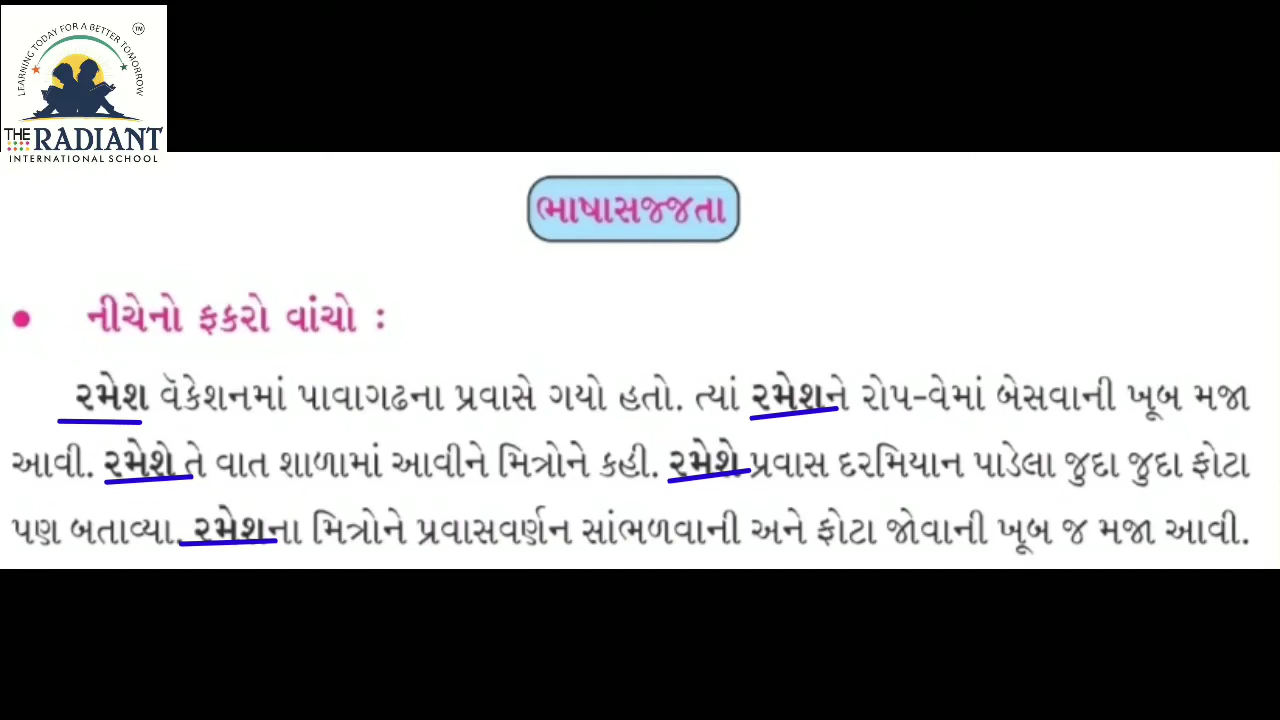 LEARNING TODAY FOR A BETTER TOMORROW
TM
THE RADIANT
INTERNATIONAL SCHOOL
ભાષાસજ્જતા
• નીચેનો ફકરો વાંચો :
રમેશ વૅકેશનમાં પાવાગઢના પ્રવાસે ગયો હતો. ત્યાં રમેશને રોપ-વેમાં બેસવાની ખૂબ મજા
આવી. રમેશે તે વાત શાળામાં આવીને મિત્રોને કહી. રમેશે પ્રવાસ દરમિયાન પાડેલા જુદા જુદા ફોટા
પણ બતાવ્યા. રમેશના મિત્રોને પ્રવાસવર્ણન સાંભળવાની અને ફોટા જોવાની ખૂબ જ મજા આવી.